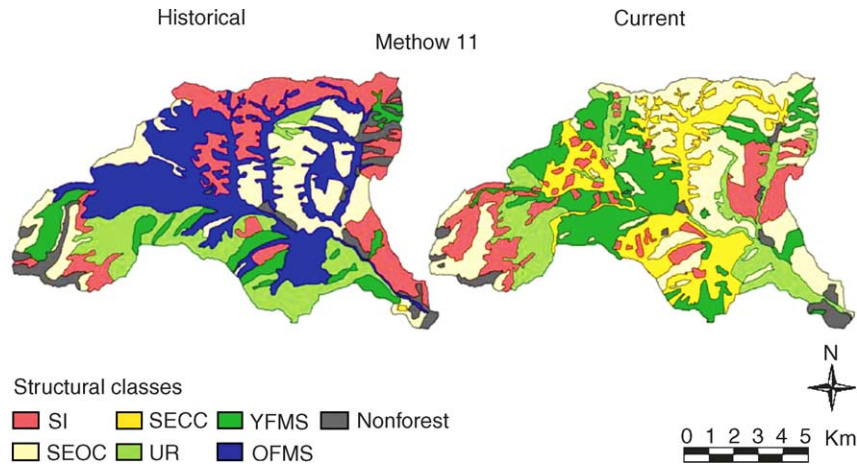 Historical
Current
Methow 11
N
Structural classes
SI SECC YFMS Nonforest
SEOC UR OFMS
0 1 2 3 4 5 Km